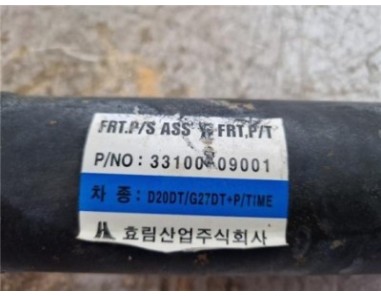 FRT.P/S ASS FRT.P/T
P/NO : 33100 09001
차 종 : D20DT/G27DT+P/TIME
효림산업주식회사